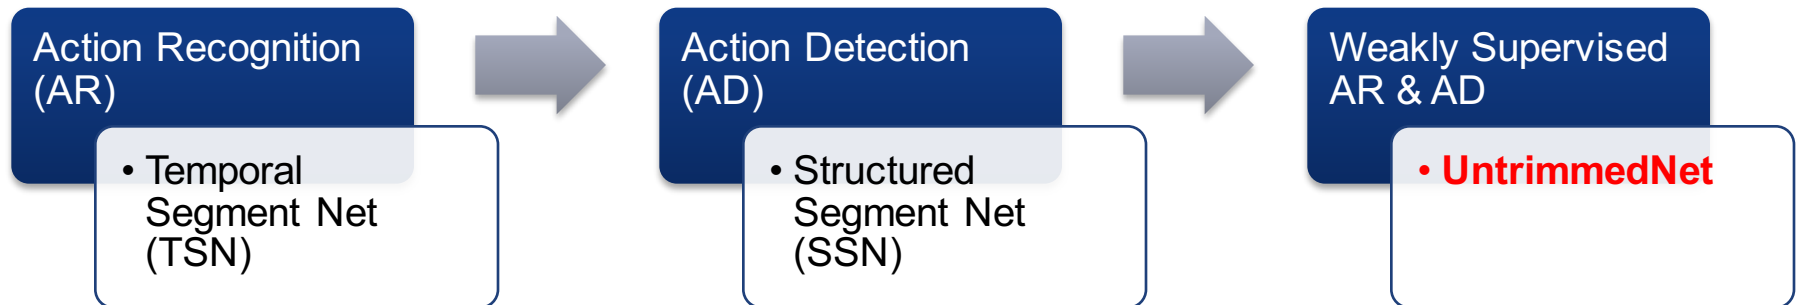 Action Recognition
(AR)
• Temporal
Segment Net
(TSN)
Action Detection
(AD)
• Structured
Segment Net
(SSN)
Weakly Supervised
AR & AD
• UntrimmedNet